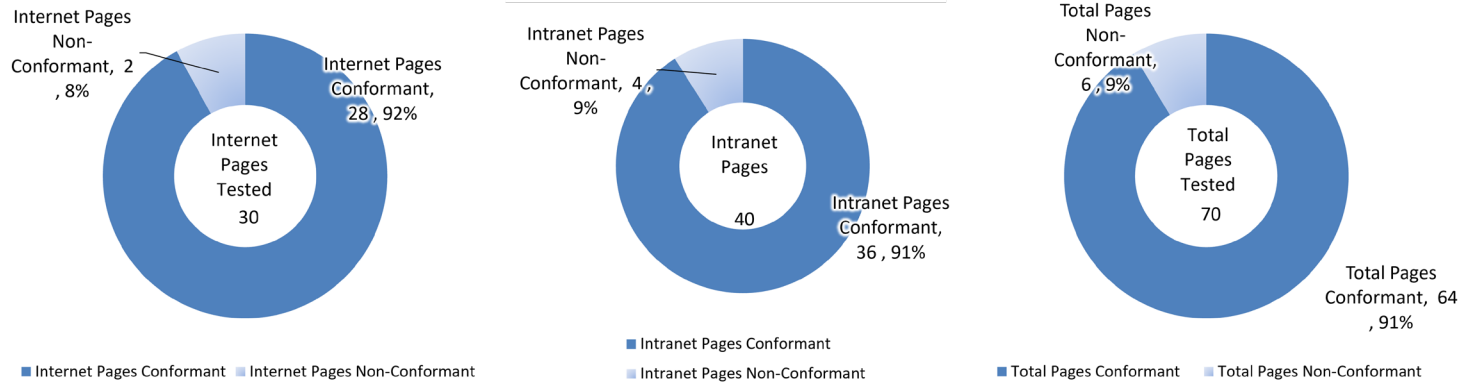 Internet Pages
Non-
Conformant, 2
, 8%
Internet Pages
Conformant,
28 , 92%
Internet
Pages
Tested
30
Internet Pages Conformant
Internet Pages Non-Conformant
Intranet Pages
Non-
Conformant, 4 ,
9%
Intranet
Pages
40
Intranet Pages
Conformant,
36 , 91%
Intranet Pages Conformant
Intranet Pages Non-Conformant
Total Pages
Non-
Conformant,
6 , 9%
Total
Pages
Tested
70
Total Pages
Conformant, 64
, 91%
Total Pages Conformant
Total Pages Non-Conformant